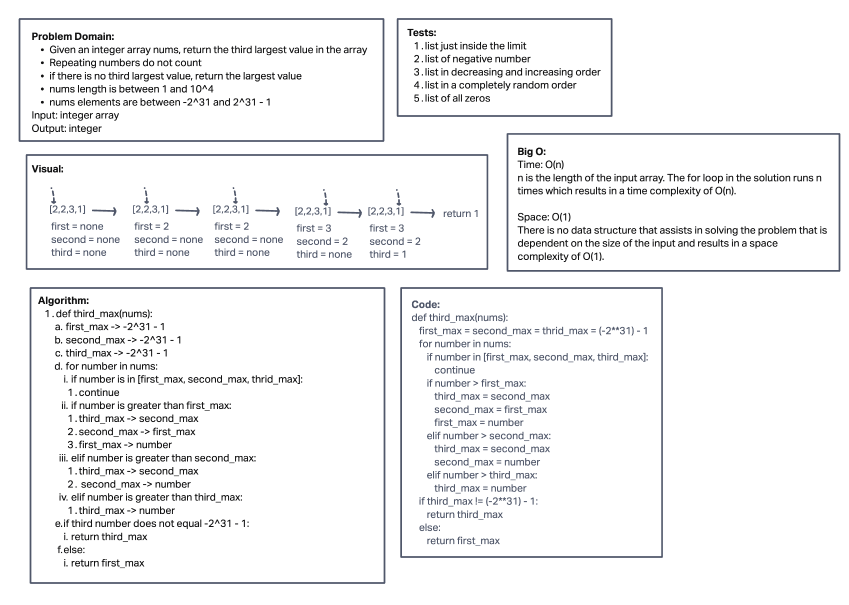 Problem Domain:
• Given an integer array nums, return the third largest value in the array
• Repeating numbers do not count
• if there is no third largest value, return the largest value
• nums length is between 1 and 10^4
• nums elements are between -2^31 and 2^31 - 1
Input: integer array
Output: integer
Tests:
1. list just inside the limit
2. list of negative number
3. list in decreasing and increasing order
4. list in a completely random order
5. list of all zeros
Visual:
[2,2,3,1] [2,2,3,1] [2,2,3,1] [2,2,3,1] [2,2,3,1] return 1
first = none first = 2 first = 2 first = 3 first = 3
second = none second = none second = none second = 2 second = 2
third = none third = none third = none third = none third = 1
Big O:
Time: O(n)
n is the length of the input array. The for loop in the solution runs n
times which results in a time complexity of O(n).
Space: O(1)
There is no data structure that assists in solving the problem that is
dependent on the size of the input and results in a space
complexity of O(1).
Algorithm:
1. def third_max(nums):
a. first_max -> -2^31 - 1
b. second_max -> -2^31 - 1
c. third_max -> -2^31 - 1
d. for number in nums:
i. if number is in [first_max, second_max, thrid_max]:
1. continue
ii. if number is greater than first_max:
1. third_max -> second_max
2. second_max -> first_max
3. first_max -> number
iii. elif number is greater than second_max:
1. third_max -> second_max
2. second_max -> number
iv. elif number is greater than third_max:
1. third_max -> number
e. if third number does not equal -2^31 - 1:
i. return third_max
f. else:
i. return first_max
Code:
def third_max(nums):
first_max = second_max = thrid_max = (-2**31) - 1
for number in nums:
if number in [first_max, second_max, third_max]:
continue
if number > first_max:
third_max = second_max
second_max = first_max
first_max = number
elif number > second_max:
third_max = second_max
second_max = number
elif number > third_max:
third_max = number
if third_max != (-2**31) - 1:
return third_max
else:
return first_max